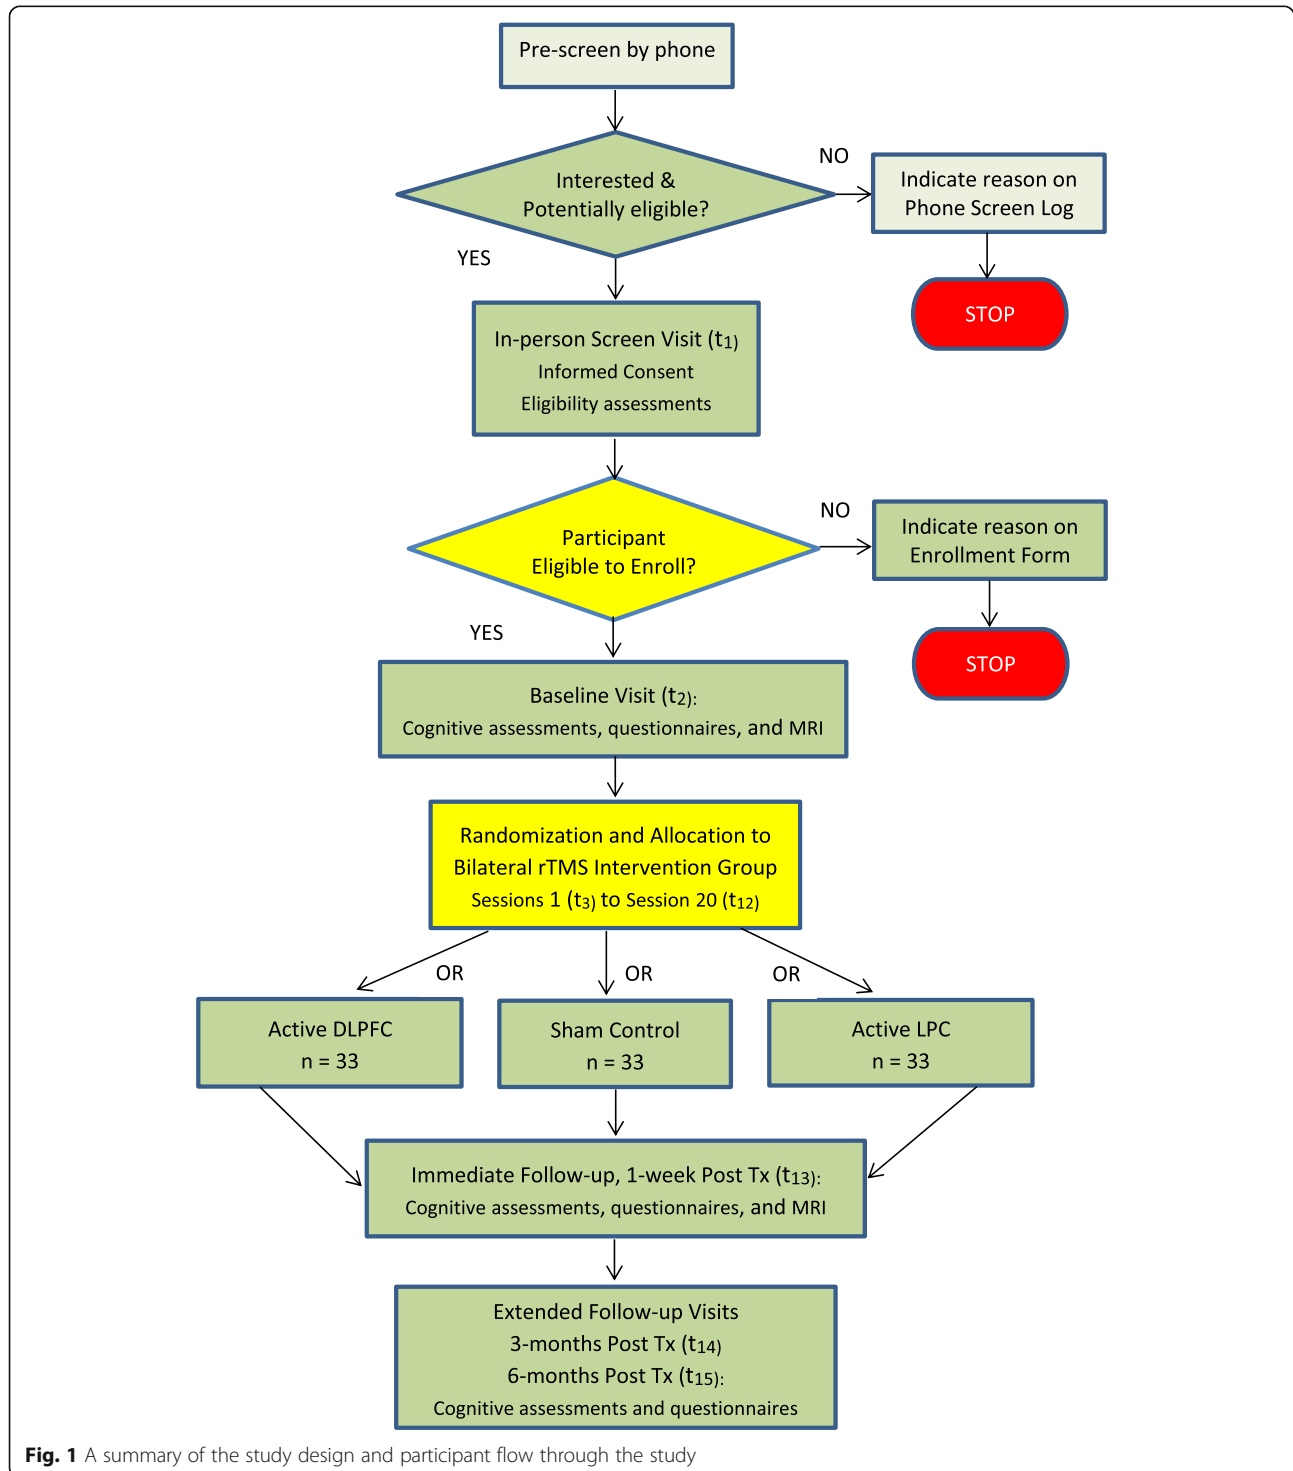 Pre-screen by phone
Interested &
Potentially eligible?
NO
Indicate reason on
Phone Screen Log
STOP
YES
In-person Screen Visit (t1)
Informed Consent
Eligibility assessments
Participant
Eligible to Enroll?
NO
Indicate reason on
Enrollment Form
STOP
YES
Baseline Visit (t2):
Cognitive assessments, questionnaires, and MRI
Randomization and Allocation to
Bilateral rTMS Intervention Group
Sessions 1 (t3) to Session 20 (t12)
OR
OR
OR
Active DLPFC
n = 33
Sham Control
n = 33
Active LPC
n = 33
Immediate Follow-up, 1-week Post Tx (t13):
Cognitive assessments, questionnaires, and MRI
Extended Follow-up Visits
3-months Post Tx (t14)
6-months Post Tx (t15):
Cognitive assessments and questionnaires
Fig. 1 A summary of the study design and participant flow through the study